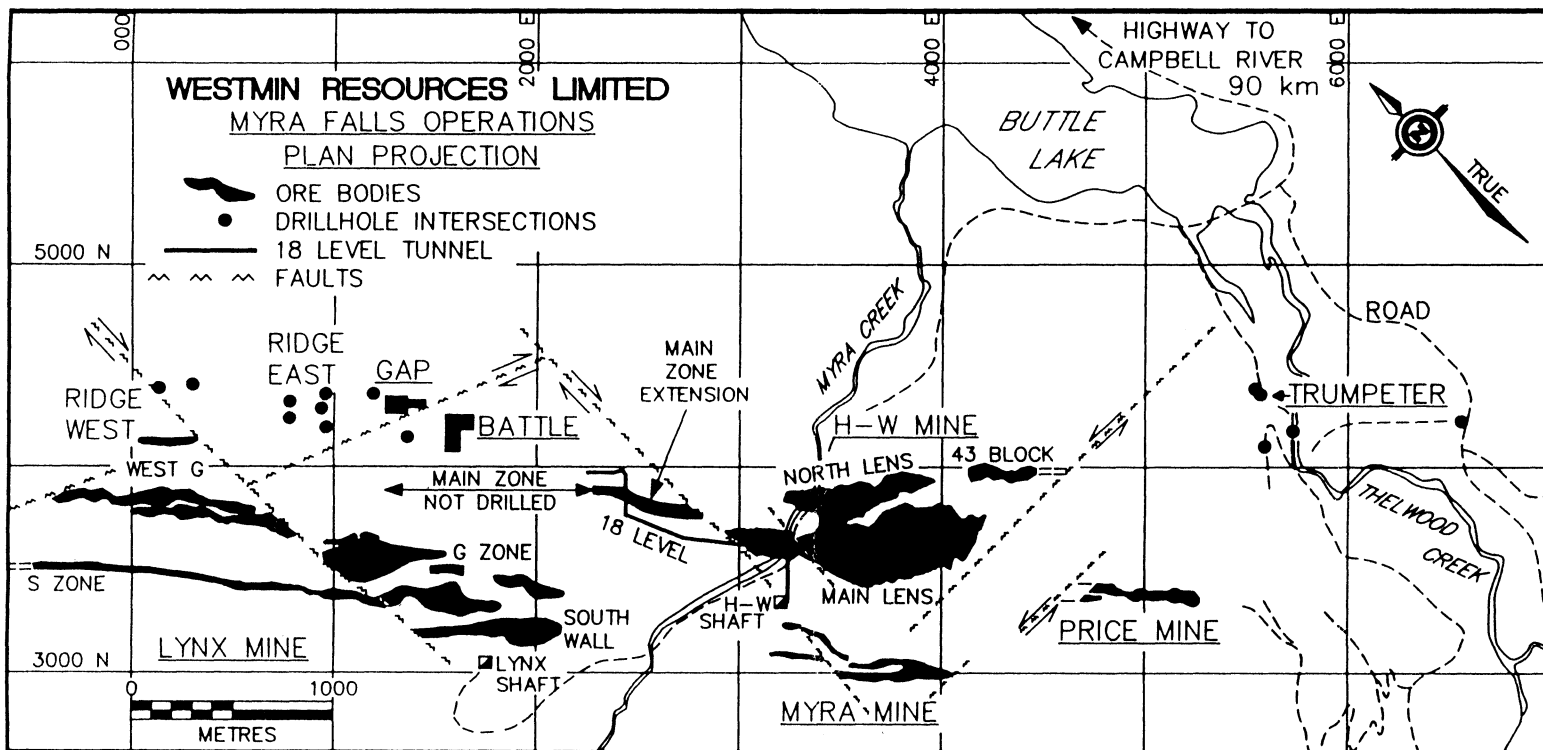 000
2000 E
4000 E
6000 E
WESTMIN RESOURCES LIMITED
MYRA FALLS OPERATIONS
PLAN PROJECTION
ORE BODIES
DRILLHOLE INTERSECTIONS
18 LEVEL TUNNEL
FAULTS
HIGHWAY TO
CAMPBELL RIVER
90 km
BUTTLE
LAKE
TRUE
N
5000 N
MYRA CREEK
ROAD
RIDGE
EAST
GAP
MAIN
ZONE
EXTENSION
RIDGE
WEST
BATTLE
H-W MINE
TRUMPETER
WEST G
MAIN ZONE
NOT DRILLED
NORTH LENS
43 BLOCK
THELWOOD
CREEK
18 LEVEL
G ZONE
S ZONE
MAIN LENS
H-W
SHAFT
SOUTH
WALL
PRICE MINE
LYNX MINE
3000 N
LYNX
SHAFT
0
1000
METRES
MYRA MINE